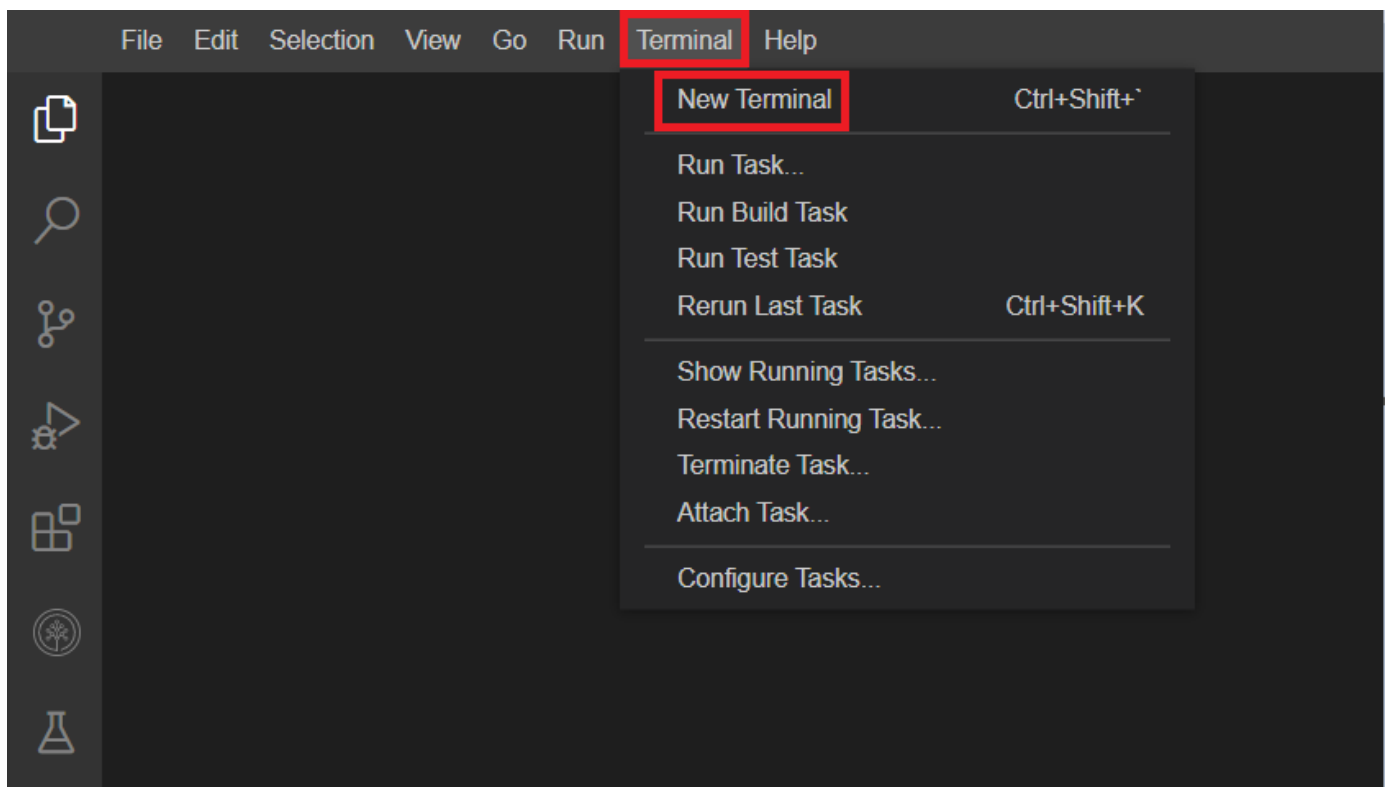 File Edit Selection View Go Run Terminal Help
New Terminal Ctrl+Shift+`
Run Task...
Run Build Task
Run Test Task
Rerun Last Task Ctrl+Shift+K
Show Running Tasks...
Restart Running Task...
Terminate Task...
Attach Task...
Configure Tasks...